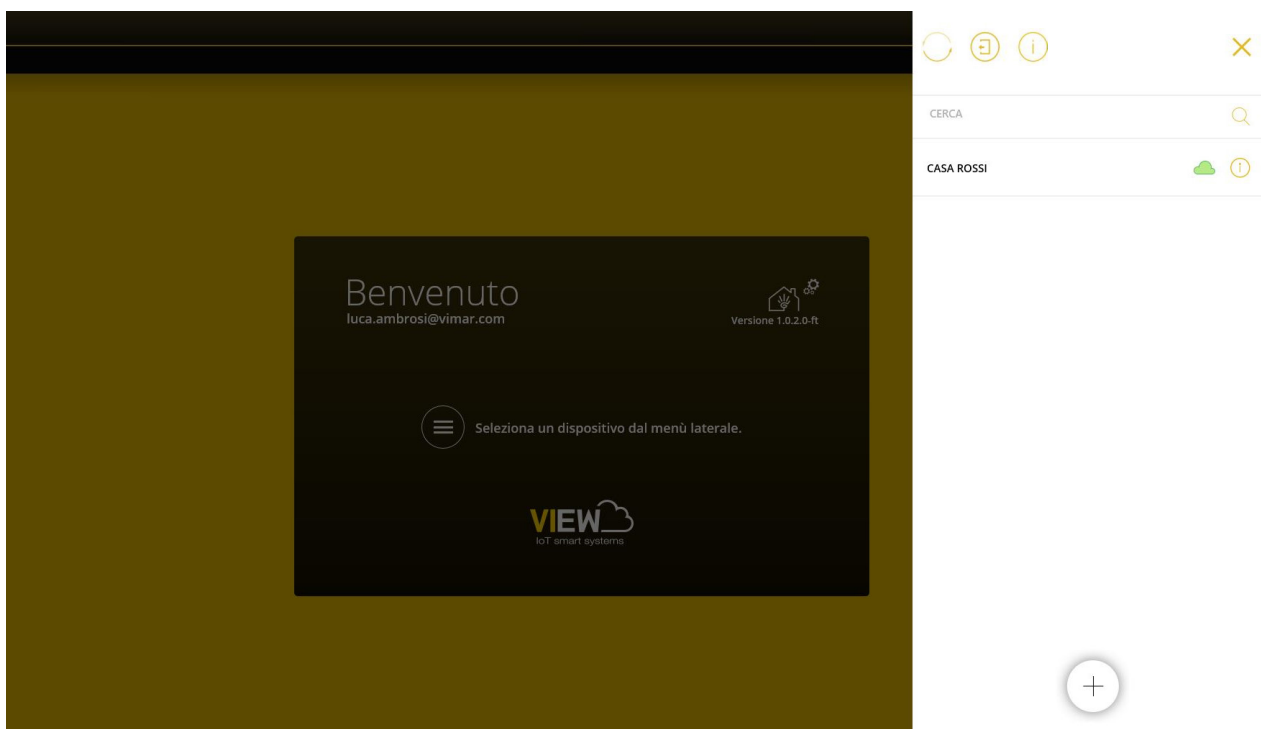 CERCA
CASA ROSSI
Benvenuto
luca.ambrosi@vimar.com
Versione 1.0.2.0-ft
Seleziona un dispositivo dal menù laterale.
VIEW
IoT smart systems